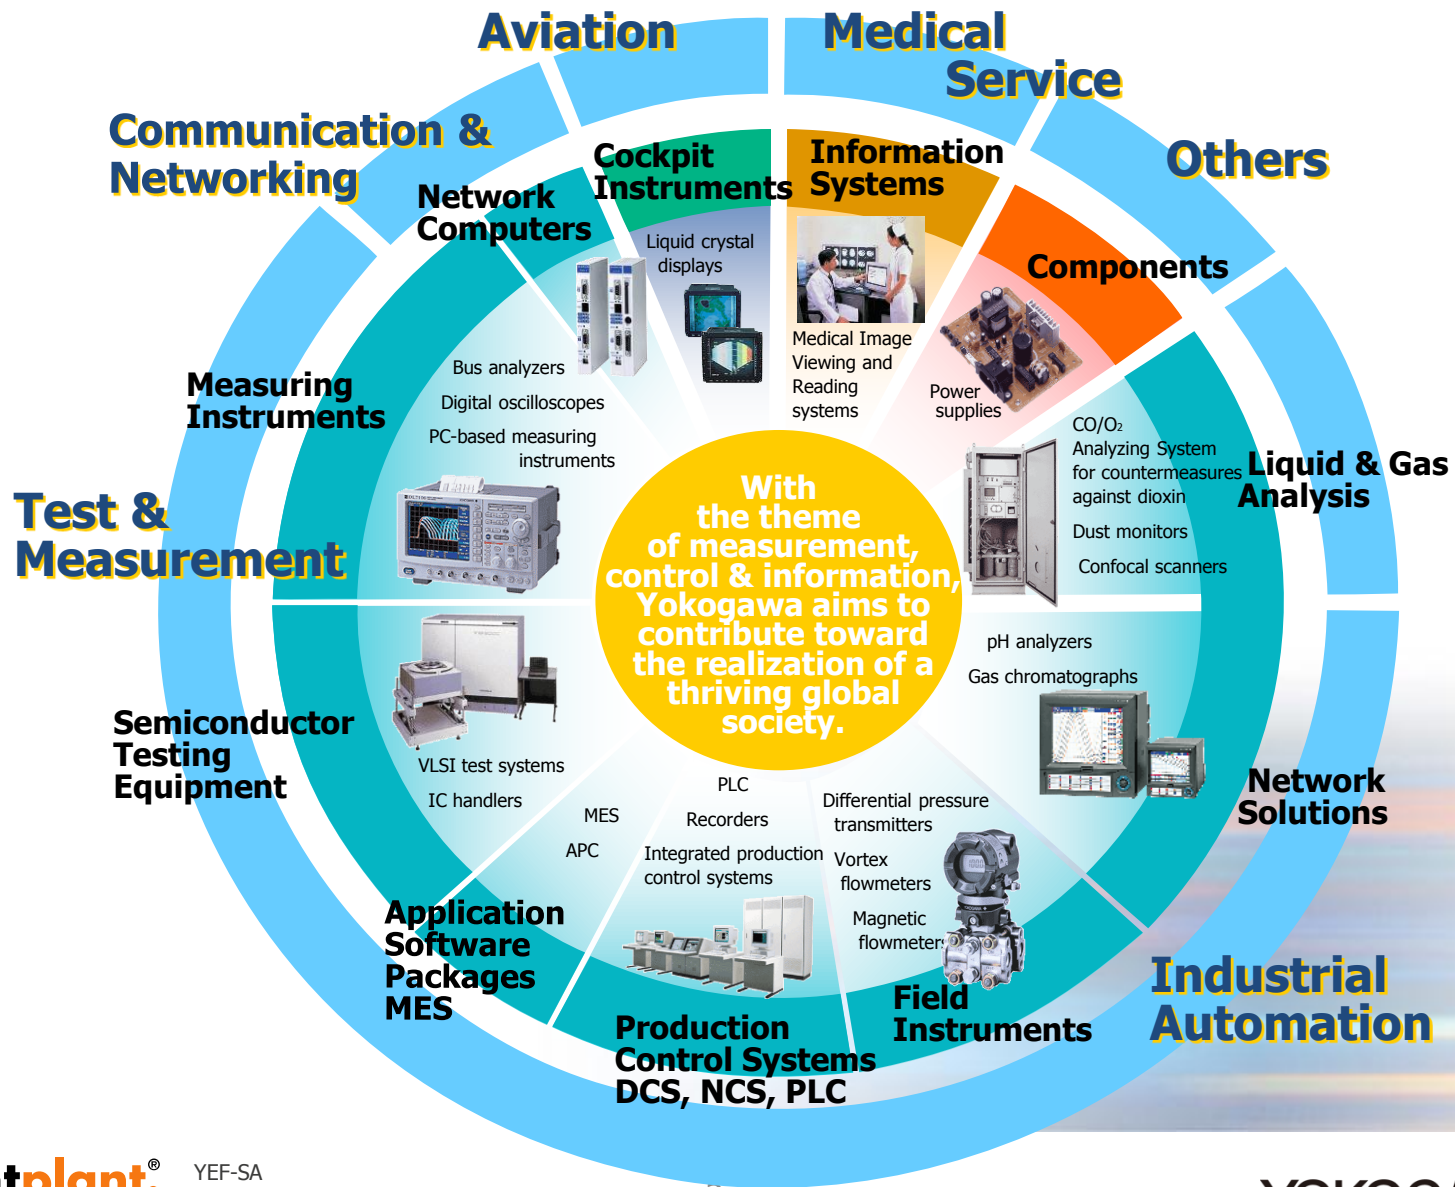 Aviation
Medical
Service
Communication &
Networking
Others
Cockpit
Instruments
Information
Systems
Network
Computers
Components
Liquid crystal
displays
Medical Image
Viewing and
Reading
systems
Power
supplies
Measuring
Instruments
Bus analyzers
Digital oscilloscopes
PC-based measuring
instruments
CO/O₂
Analyzing System
for countermeasures
against dioxin
Dust monitors
Confocal scanners
Liquid & Gas
Analysis
Test &
Measurement
With
the theme
of measurement,
control & information,
Yokogawa aims to
contribute toward
the realization of a
thriving global
society.
pH analyzers
Gas chromatographs
Semiconductor
Testing
Equipment
VLSI test systems
IC handlers
Network
Solutions
MES
APC
PLC
Recorders
Integrated production
control systems
Differential pressure
transmitters
Vortex
flowmeters
Magnetic
flowmeters
Application
Software
Packages
MES
Production
Control Systems
DCS, NCS, PLC
Field
Instruments
Industrial
Automation
plant.®
YEF-SA